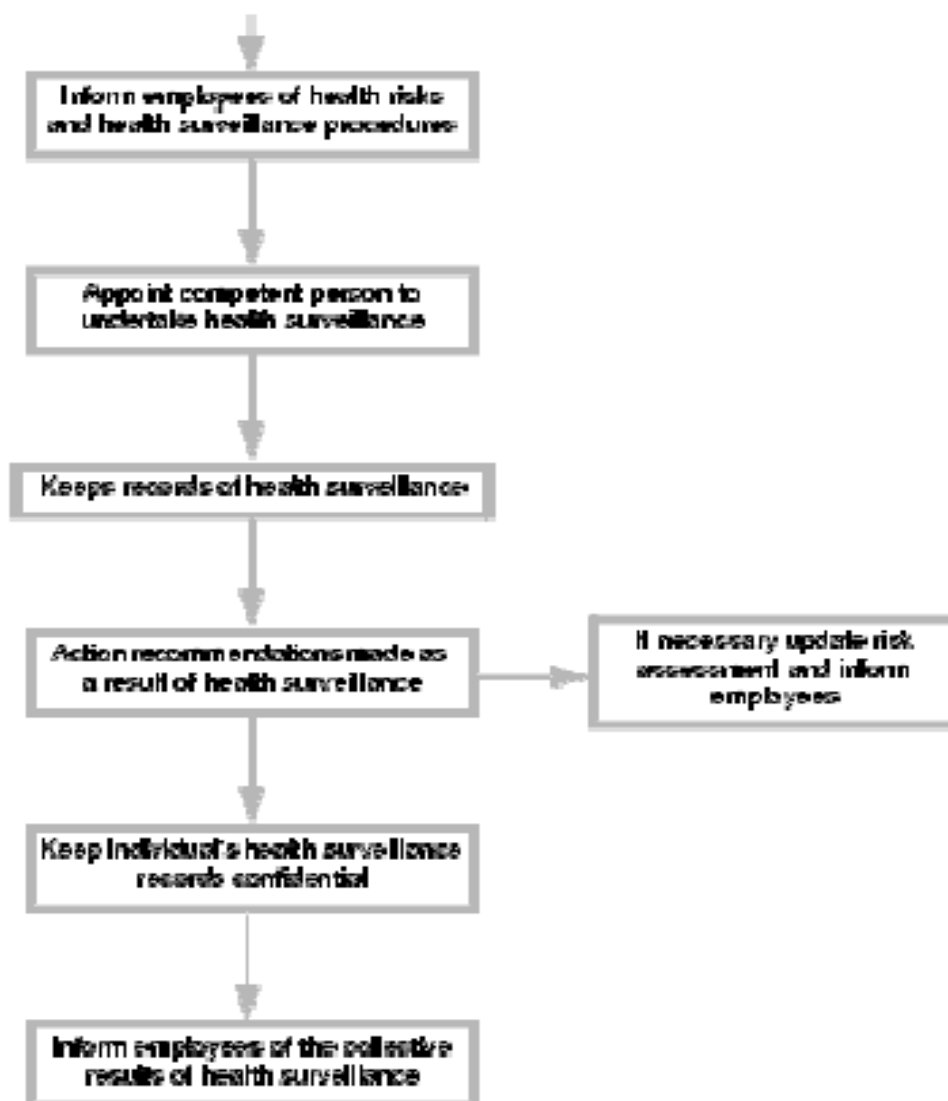 Inform employees of health risks
and health surveillance procedures
Appoint competent person to
undertake health surveillance
Keeps records of health surveillance
Action recommendations made as
a result of health surveillance
If necessary update risk
assessment and inform
employees
Keep individual's health surveillance
records confidential
Inform employees of the collective
results of health surveillance